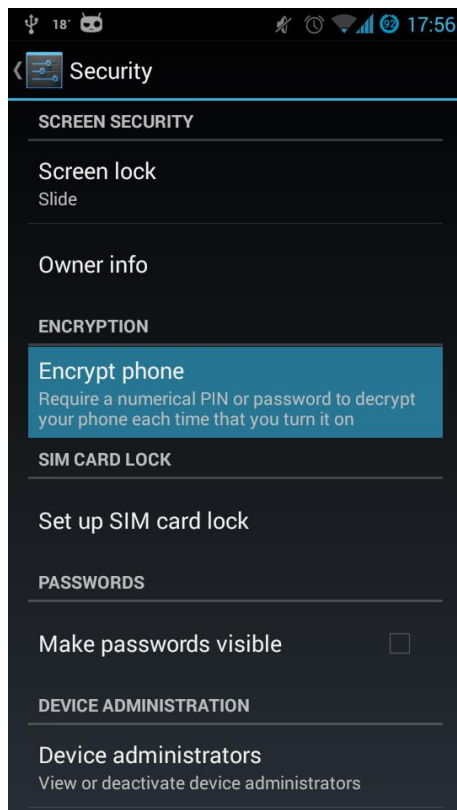 18° 92 17:56
Security
SCREEN SECURITY
Screen lock
Slide
Owner info
ENCRYPTION
Encrypt phone
Require a numerical PIN or password to decrypt
your phone each time that you turn it on
SIM CARD LOCK
Set up SIM card lock
PASSWORDS
Make passwords visible
DEVICE ADMINISTRATION
Device administrators
View or deactivate device administrators